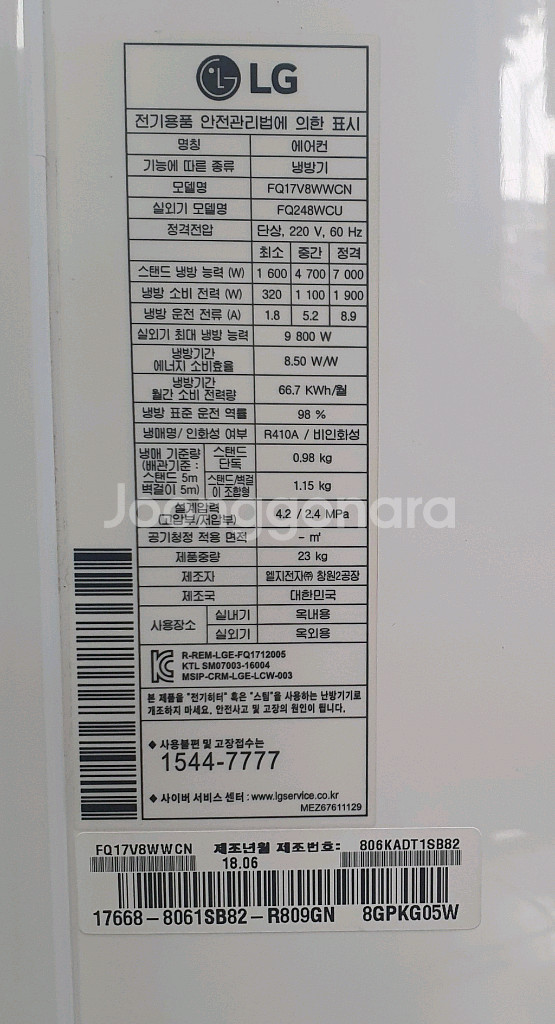 LG
전기용품 안전관리법에 의한 표시
명칭 에어컨
기능에 따른 종류 냉방기
모델명 FQ17V8WWCN
실외기 모델명 FQ248WCU
정격전압 단상, 220 V, 60 Hz
최소 중간 정격
스탠드 냉방 능력 (W) 1 600 4 700 7 000
냉방 소비 전력 (W) 320 1 100 1 900
냉방 운전 전류 (A) 1.8 5.2 8.9
실외기 최대 냉방 능력 9 800 W
냉방기간
에너지 소비효율 8.50 W/W
냉방기간
월간 소비 전력량 66.7 KWh/월
냉방 표준 운전 역률 98 %
냉매명/ 인화성 여부 R410A / 비인화성
냉매 기준량
(배관기준 :
스탠드 5m
벽걸이 5m)
스탠드
단독 0.98 kg
스탠드/벽걸
이 조합형 1.15 kg
설계압력
(고압부/저압부) 4.2 / 2.4 MPa
Joonggonara
공기청정 적용 면적 - ㎡
제품중량 23 kg
제조자 엘지전자㈜ 창원2공장
제조국 대한민국
사용장소 실내기 옥내용
실외기 옥외용
R-REM-LGE-FQ1712005
KTL SM07003-16004
MSIP-CRM-LGE-LCW-003
본 제품을 "전기히터" 혹은 "스팀"을 사용하는 난방기기로
개조하지 마세요. 안전사고 및 고장의 원인이 됩니다.
◆ 사용불편 및 고장접수는
1544-7777
◆ 사이버 서비스 센터 : www.lgservice.co.kr
MEZ67611129
FQ17V8WWCN 제조년월 제조번호: 806KADT1SB82
18.06
17668-8061SB82-R809GN 8GPKG05W